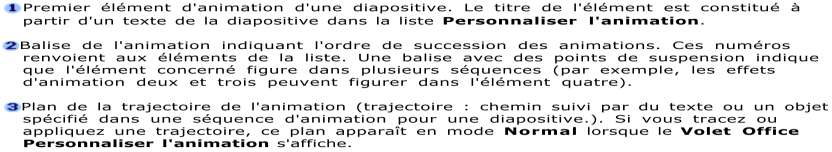 1 Premier élément d'animation d'une diapositive. Le titre de l'élément est constitué à
partir d'un texte de la diapositive dans la liste Personnaliser l'animation.
2 Balise de l'animation indiquant l'ordre de succession des animations. Ces numéros
renvoient aux éléments de la liste. Une balise avec des points de suspension indique
que l'élément concerné figure dans plusieurs séquences (par exemple, les effets
d'animation deux et trois peuvent figurer dans l'élément quatre).
3 Plan de la trajectoire de l'animation (trajectoire : chemin suivi par du texte ou un objet
spécifié dans une séquence d'animation pour une diapositive.). Si vous tracez ou
appliquez une trajectoire, ce plan apparaît en mode Normal lorsque le Volet Office
Personnaliser l'animation s'affiche.